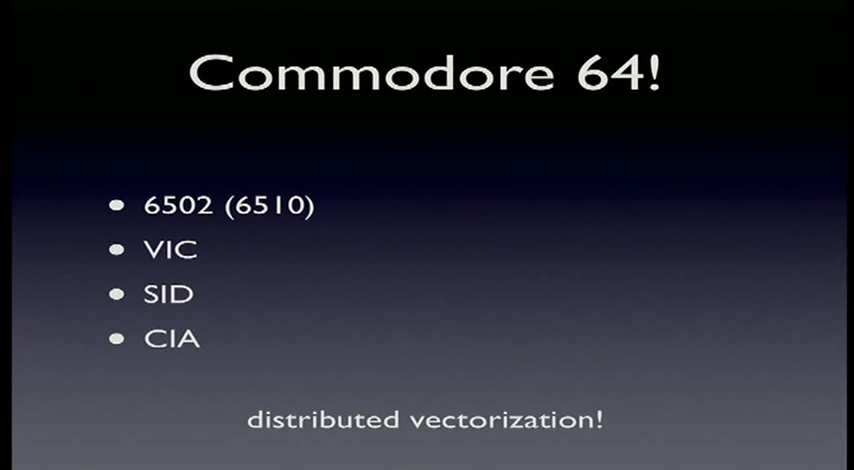 Commodore 64!
• 6502 (6510)
• VIC
• SID
• CIA
distributed vectorization!